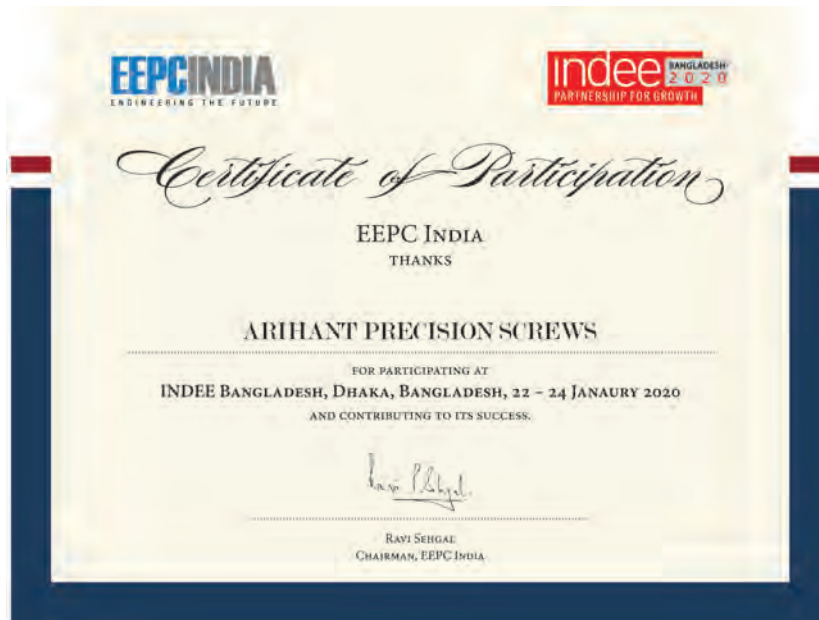 EEPCINDIA
ENGINEERING THE FUTURE
indee BANGLADESH 2020
PARTNERSHIP FOR GROWTH
Certificate of Participation
EEPC INDIA
THANKS
ARIHANT PRECISION SCREWS
FOR PARTICIPATING AT
INDEE BANGLADESH, DHAKA, BANGLADESH, 22 – 24 JANAURY 2020
AND CONTRIBUTING TO ITS SUCCESS.
RAVI SEHGAL
CHAIRMAN, EEPC INDIA